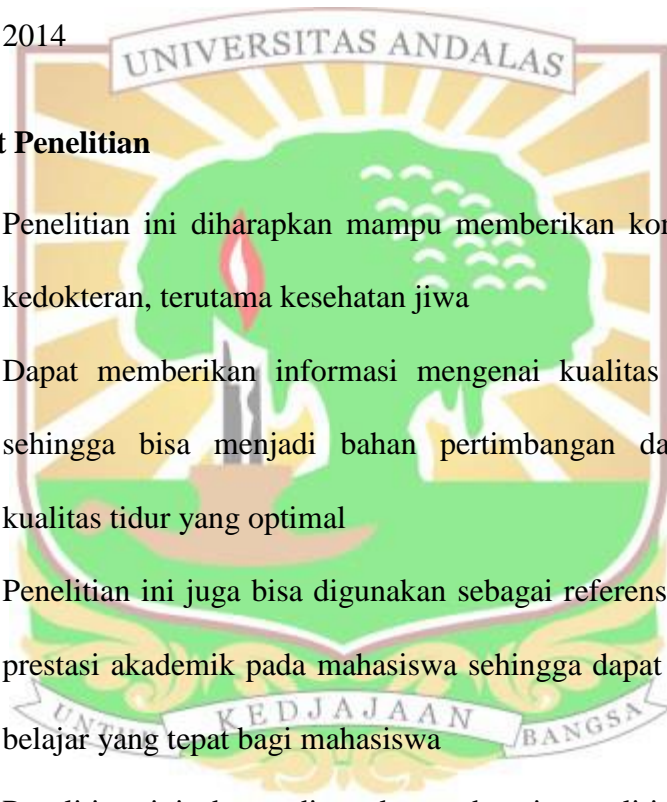 2014
UNIVERSITAS ANDALAS
t Penelitian
Penelitian ini diharapkan mampu memberikan kon
kedokteran, terutama kesehatan jiwa
Dapat memberikan informasi mengenai kualitas
sehingga bisa menjadi bahan pertimbangan da
kualitas tidur yang optimal
Penelitian ini juga bisa digunakan sebagai referens
prestasi akademik pada mahasiswa sehingga dapat
UNTUK KEDJAJAAN BANGSA
belajar yang tepat bagi mahasiswa